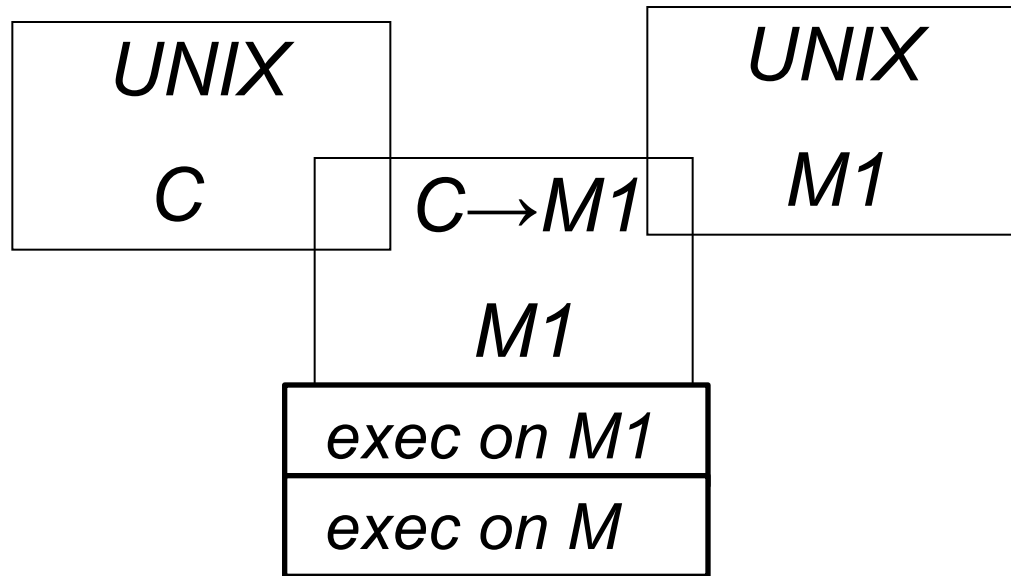 UNIX
C
UNIX
M1
C→M1
M1
exec on M1
exec on M